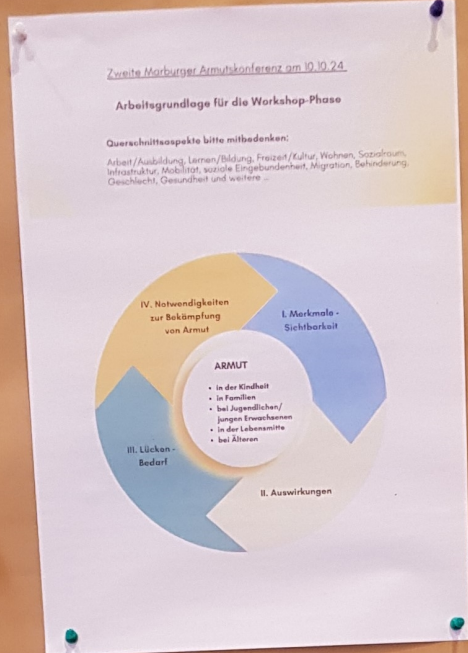 Zweite Marburger Armutskonferenz am 10.10.24
Arbeitsgrundlage für die Workshop-Phase
Querschnittsaspekte bitte mitbedenken:
Arbeit/Ausbildung, Lernen/Bildung, Freizeit/Kultur, Wohnen, Sozialraum,
Infrastruktur, Mobilität, soziale Eingebundenheit, Migration, Behinderung,
Geschlecht, Gesundheit und weitere ...
IV. Notwendigkeiten
zur Bekämpfung
von Armut
I. Merkmale -
Sichtbarkeit
ARMUT
• in der Kindheit
• in Familien
• bei Jugendlichen/
jungen Erwachsenen
• in der Lebensmitte
• bei Älteren
III. Lücken -
Bedarf
II. Auswirkungen